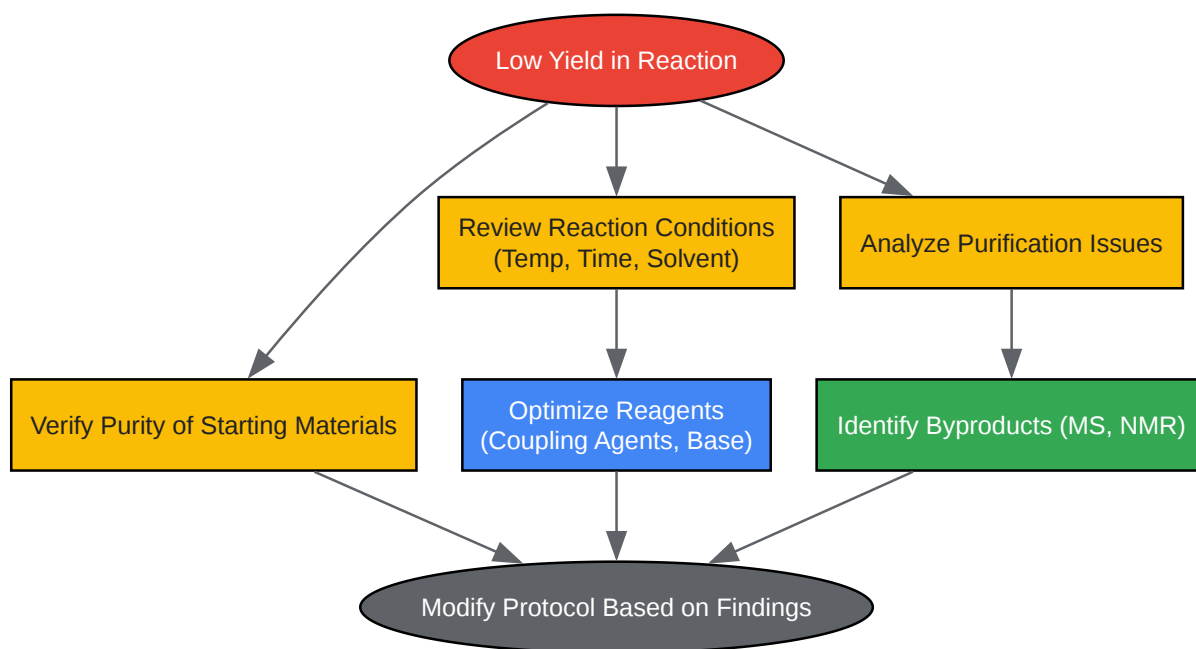 Low Yield in Reaction
Review Reaction Conditions
(Temp, Time, Solvent)
Analyze Purification Issues
Verify Purity of Starting Materials
Optimize Reagents
(Coupling Agents, Base)
Identify Byproducts (MS, NMR)
Modify Protocol Based on Findings